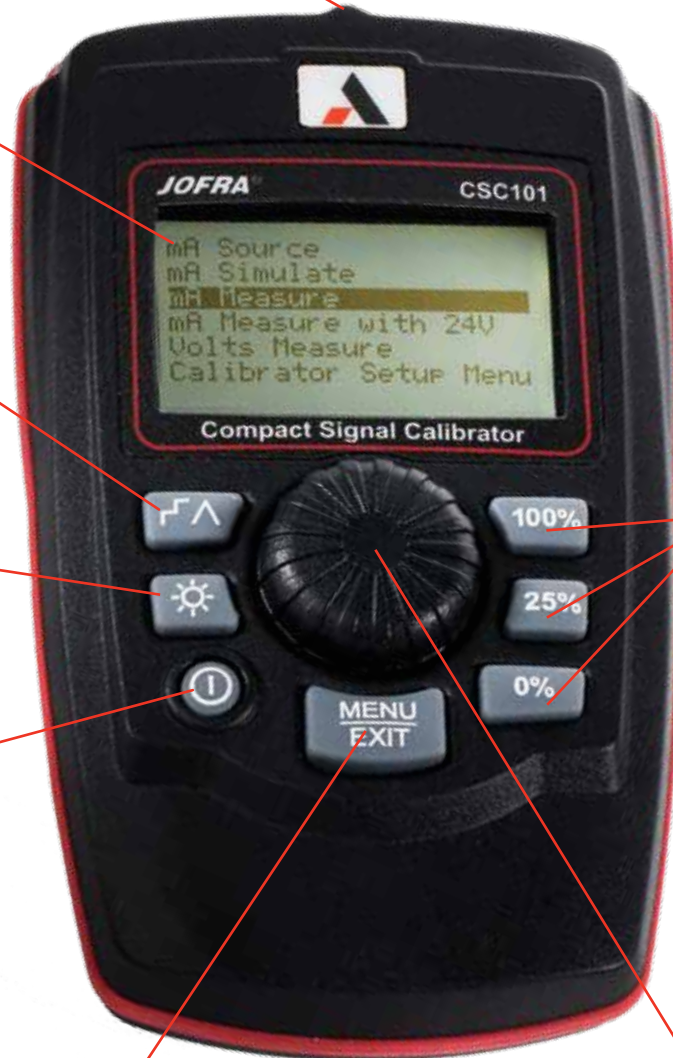 JOFRA®
CSC101
mA Source
mA Simulate
mA Measure
mA Measure with 24V
Volts Measure
Calibrator Setup Menu
Compact Signal Calibrator
100%
25%
0%
MENU
EXIT